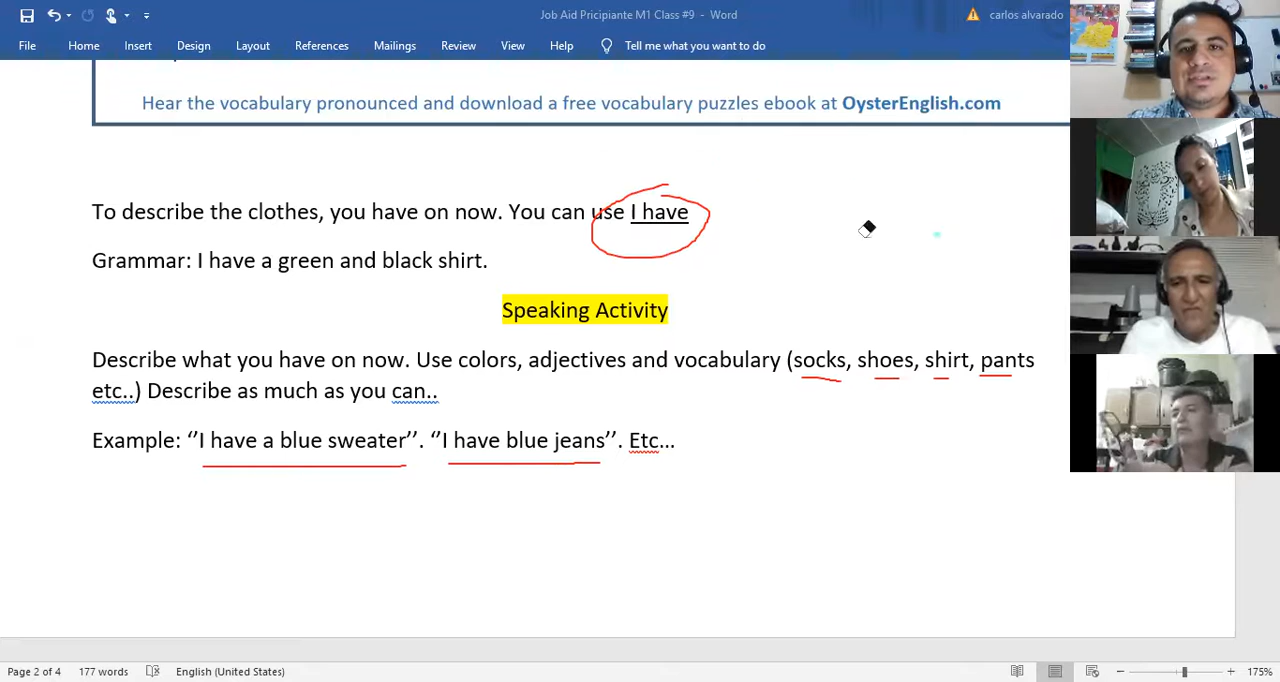 Job Aid Pricipiante M1 Class #9 - Word
carlos alvarado
File Home Insert Design Layout References Mailings Review View Help Tell me what you want to do
Hear the vocabulary pronounced and download a free vocabulary puzzles ebook at OysterEnglish.com
To describe the clothes, you have on now. You can use I have
Grammar: I have a green and black shirt.
Speaking Activity
Describe what you have on now. Use colors, adjectives and vocabulary (socks, shoes, shirt, pants
etc..) Describe as much as you can..
Example: ‘’I have a blue sweater’’. ‘’I have blue jeans’’. Etc...
Page 2 of 4 177 words English (United States) 175%